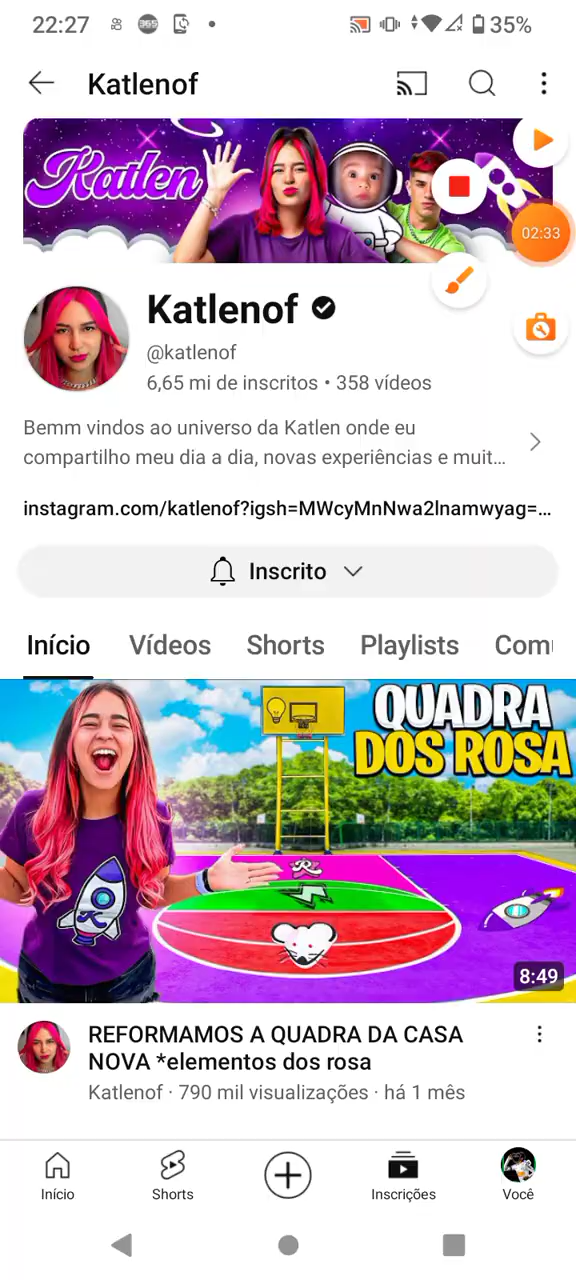 22:27
365
35%
Katlenof
Katlen
02:33
Katlenof
@katlenof
6,65 mi de inscritos • 358 vídeos
Bemm vindos ao universo da Katlen onde eu
compartilho meu dia a dia, novas experiências e muit...
instagram.com/katlenof?igsh=MWcyMnNwa2lnamwyag=...
Inscrito
Início Vídeos Shorts Playlists Com
QUADRA
DOS ROSA
R
K
8:49
REFORMAMOS A QUADRA DA CASA
NOVA *elementos dos rosa
Katlenof · 790 mil visualizações · há 1 mês
Início Shorts Inscrições Você